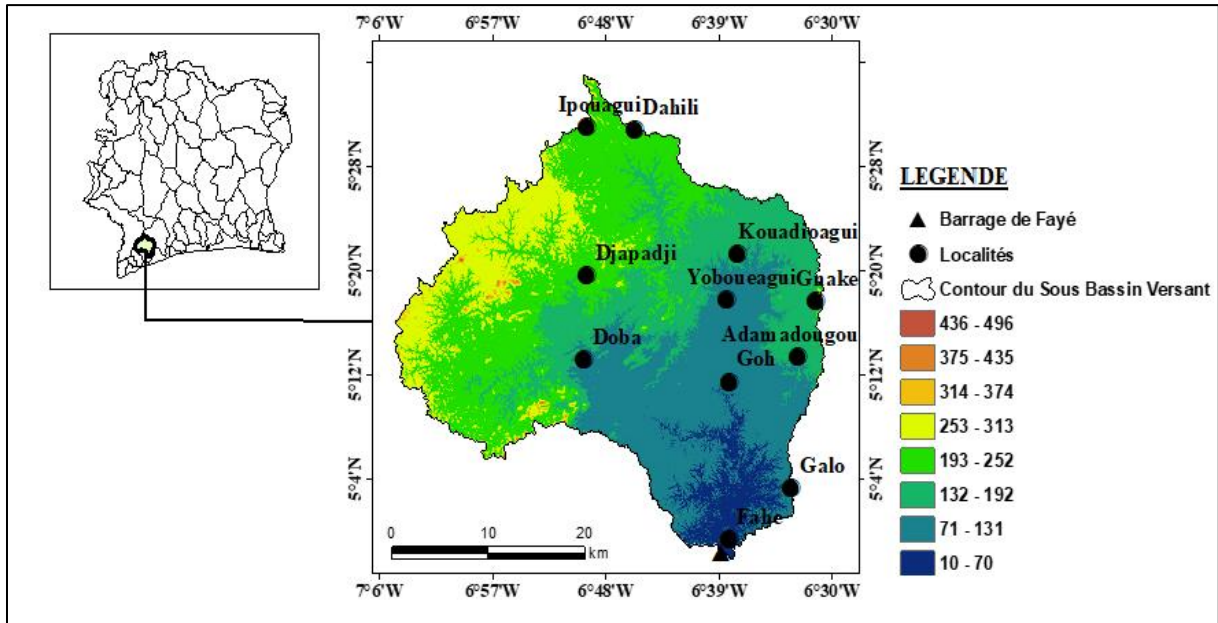 7°6'W 6°57'W 6°48'W 6°39'W 6°30'W
Ipouagui Dahili
5°28'N 5°28'N
Kouadioagui
Djapadji
5°20'N 5°20'N
Yoboueagui Gnake
Doba Adamadougou
Goh
5°12'N 5°12'N
Galo
5°4'N 5°4'N
Fahe
0 10 20
km
7°6'W 6°57'W 6°48'W 6°39'W 6°30'W
LEGENDE
Barrage de Fayé
Localités
Contour du Sous Bassin Versant
436 - 496
375 - 435
314 - 374
253 - 313
193 - 252
132 - 192
71 - 131
10 - 70